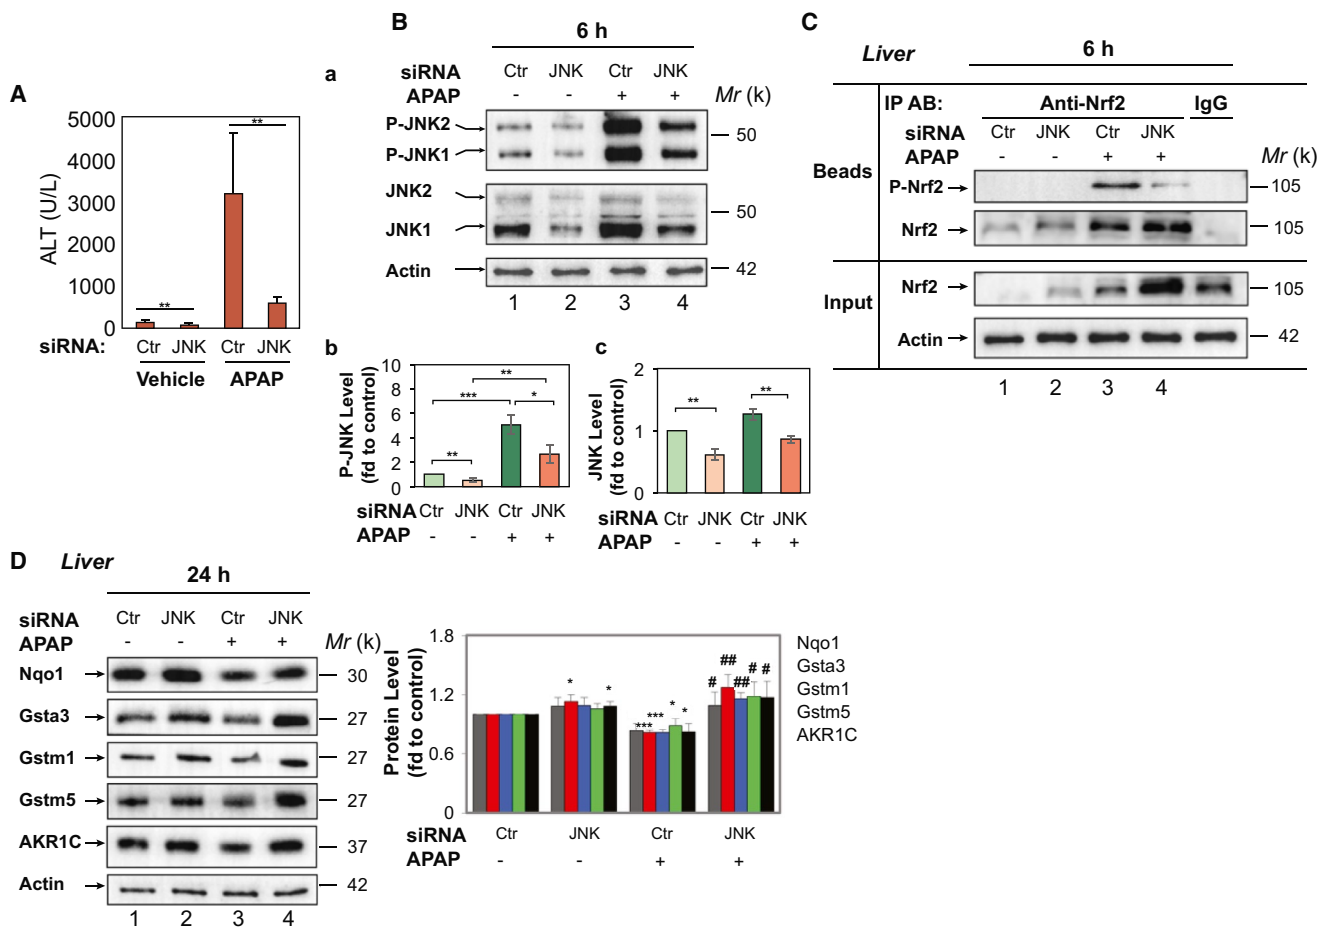 A
ALT (U/L)
5000
4000
3000
2000
1000
0
**
**
siRNA: Ctr JNK Ctr JNK
Vehicle APAP
B
a
6 h
siRNA Ctr JNK Ctr JNK
APAP - - + + Mr (k)
P-JNK2
50
P-JNK1
JNK2
50
JNK1
Actin 42
1 2 3 4
b
P-JNK Level
(fd to control)
10
8
6
4
2
0
**
***
*
**
siRNA Ctr JNK Ctr JNK
APAP - - + +
c
JNK Level
(fd to control)
2
1
0
**
**
siRNA Ctr JNK Ctr JNK
APAP - - + +
C
Liver 6 h
IP AB: Anti-Nrf2 IgG
siRNA Ctr JNK Ctr JNK
APAP - - + + Mr (k)
Beads
P-Nrf2 105
Nrf2 105
Input
Nrf2 105
Actin 42
1 2 3 4
D Liver
24 h
siRNA Ctr JNK Ctr JNK
APAP - - + + Mr (k)
Nqo1 30
Gsta3 27
Gstm1 27
Gstm5 27
AKR1C 37
Actin 42
1 2 3 4
Protein Level
(fd to control)
1.8
1.2
0.6
0
* *
*** *** * *
# ## ## # #
siRNA Ctr JNK Ctr JNK
APAP - - + +
Nqo1
Gsta3
Gstm1
Gstm5
AKR1C